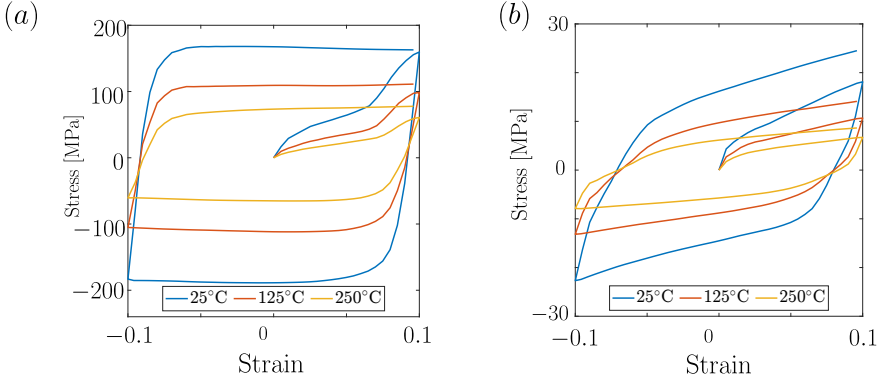 (a)
Stress [MPa]
200
100
0
−100
−200
25°C 125°C 250°C
−0.1 0 0.1
Strain
(b)
Stress [MPa]
30
0
−30
25°C 125°C 250°C
−0.1 0 0.1
Strain